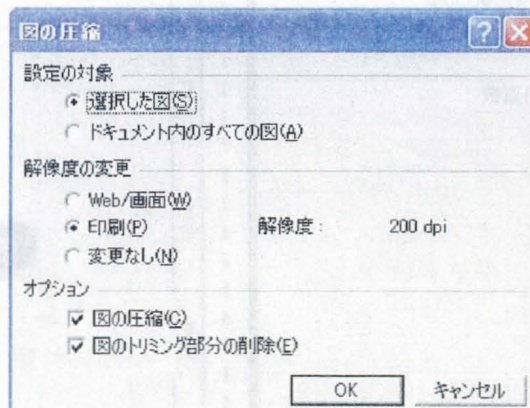 図の圧縮
設定の対象
選択した図(S)
ドキュメント内のすべての図(A)
解像度の変更
Web/画面(W)
印刷(P) 解像度: 200 dpi
変更なし(N)
オプション
図の圧縮(C)
図のトリミング部分の削除(E)
OK キャンセル